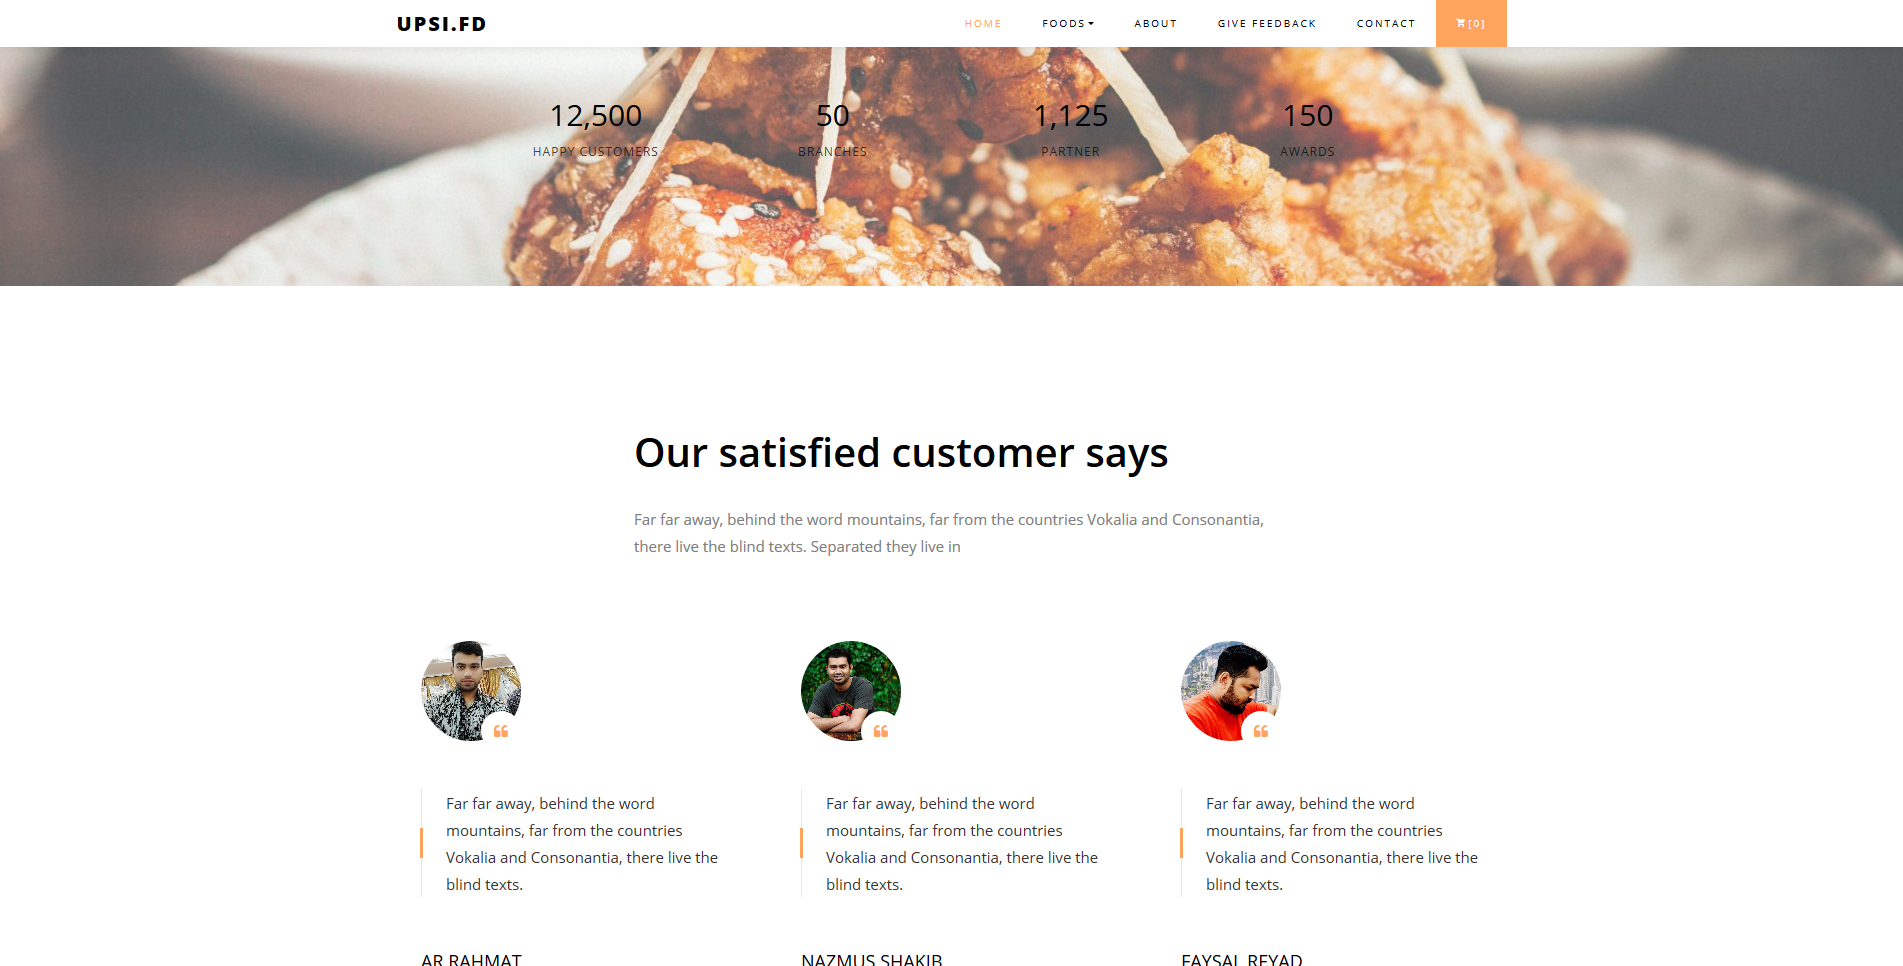 UPSI.FD
HOME FOODS ABOUT GIVE FEEDBACK CONTACT [0]
12,500 50 1,125 150
HAPPY CUSTOMERS BRANCHES PARTNER AWARDS
Our satisfied customer says
Far far away, behind the word mountains, far from the countries Vokalia and Consonantia,
there live the blind texts. Separated they live in
Far far away, behind the word
mountains, far from the countries
Vokalia and Consonantia, there live the
blind texts.
AR RAHMAT
Far far away, behind the word
mountains, far from the countries
Vokalia and Consonantia, there live the
blind texts.
NAZMUS SHAKIB
Far far away, behind the word
mountains, far from the countries
Vokalia and Consonantia, there live the
blind texts.
FAYSAL REYAD